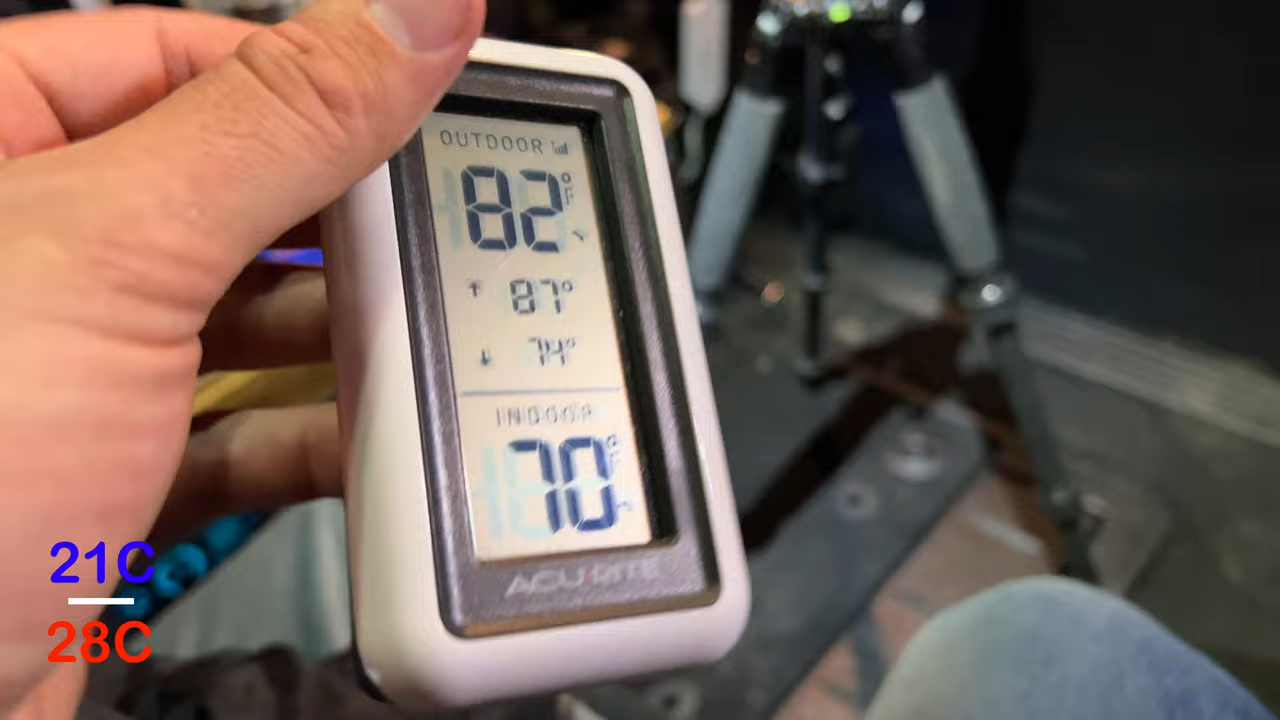 OUTDOOR
82°F
↑ 87°
↓ 74°
INDOOR
70°F
ACURITE
21C
28C